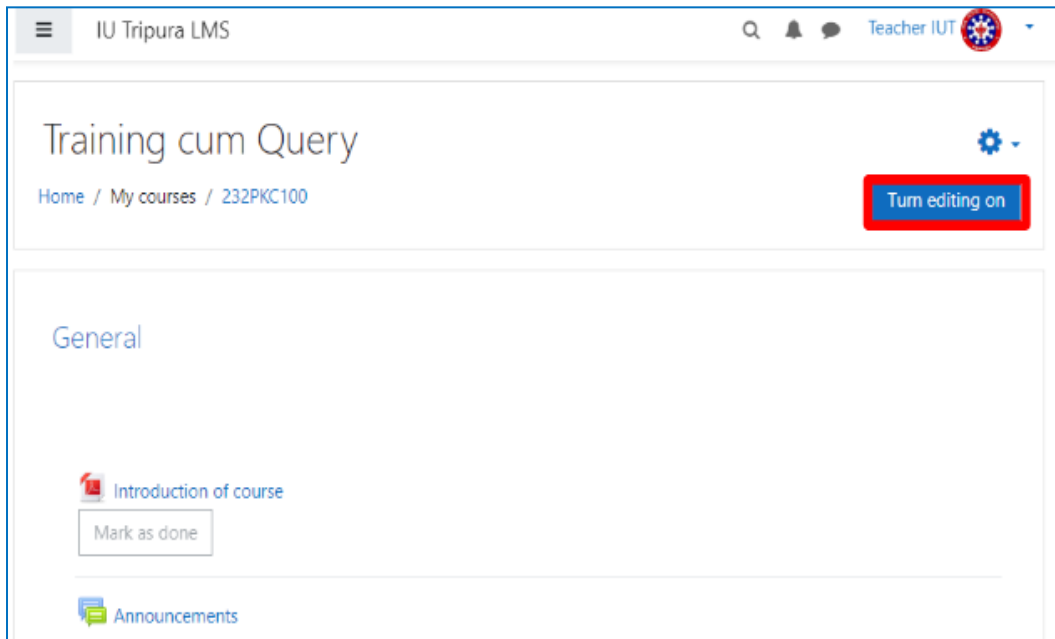 IU Tripura LMS
Teacher IUT
Training cum Query
Home / My courses / 232PKC100
Turn editing on
General
Introduction of course
Mark as done
Announcements